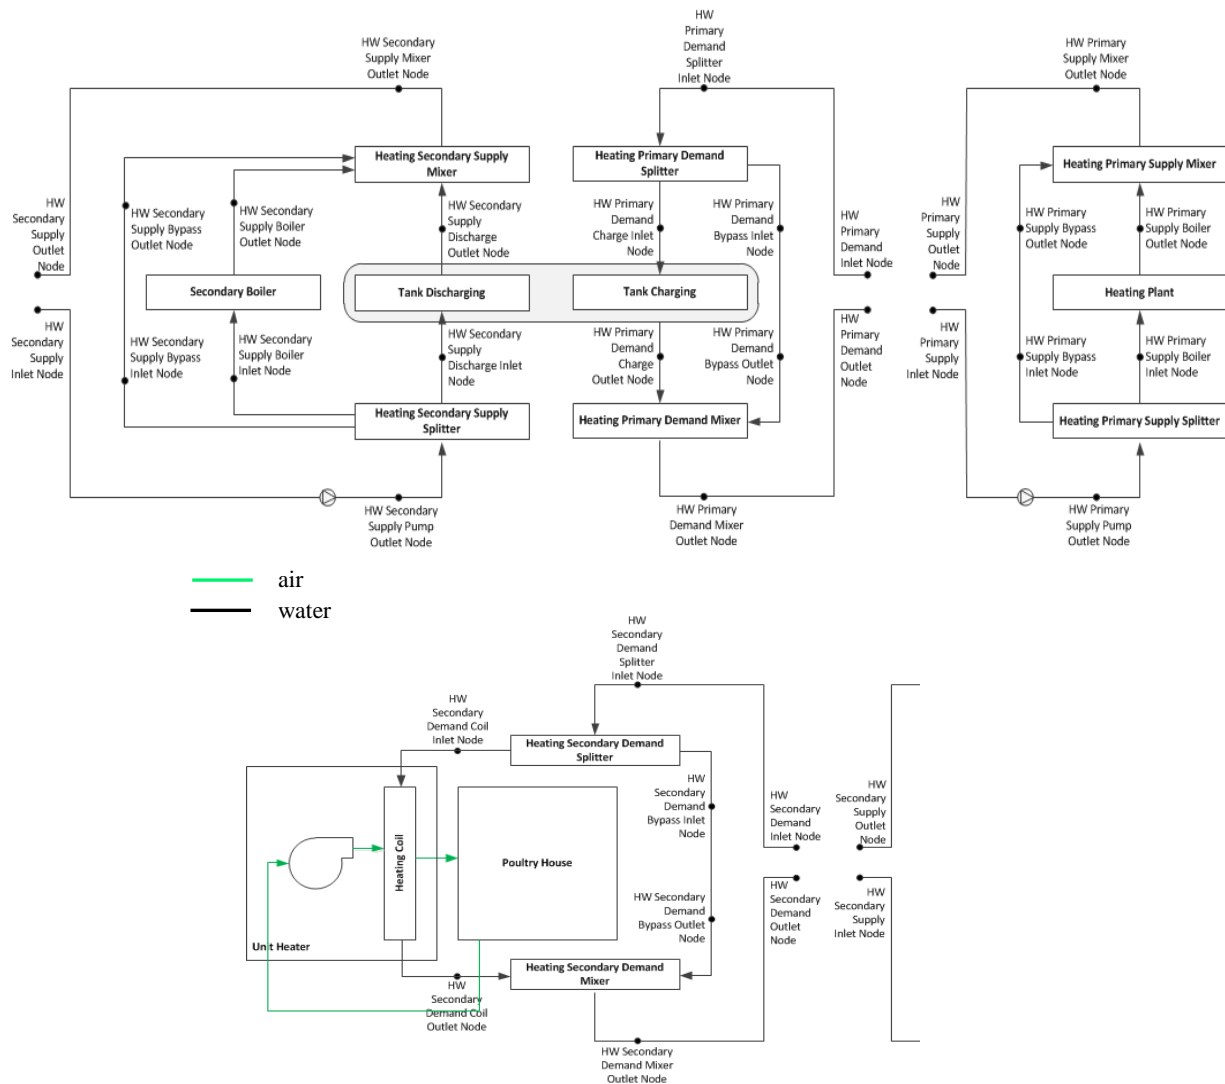 HW Secondary
Supply Mixer
Outlet Node
HW
Primary
Demand
Splitter
Inlet Node
HW Primary
Supply Mixer
Outlet Node
Heating Secondary Supply
Mixer
Heating Primary Demand
Splitter
Heating Primary Supply Mixer
HW
Secondary
Supply
Outlet
Node
HW Secondary
Supply Bypass
Outlet Node
HW Secondary
Supply Boiler
Outlet Node
HW Secondary
Supply
Discharge
Outlet Node
HW Primary
Demand
Charge Inlet
Node
HW Primary
Demand
Bypass Inlet
Node
HW
Primary
Demand
Inlet Node
HW
Primary
Supply
Outlet
Node
HW Primary
Supply Bypass
Outlet Node
HW Primary
Supply Boiler
Outlet Node
Secondary Boiler
Tank Discharging
Tank Charging
Heating Plant
HW
Secondary
Supply
Inlet Node
HW Secondary
Supply Bypass
Inlet Node
HW Secondary
Supply Boiler
Inlet Node
HW Secondary
Supply
Discharge Inlet
Node
HW Primary
Demand
Charge
Outlet Node
HW Primary
Demand
Bypass Outlet
Node
HW
Primary
Demand
Outlet
Node
HW
Primary
Supply
Inlet Node
HW Primary
Supply Bypass
Inlet Node
HW Primary
Supply Boiler
Inlet Node
Heating Secondary Supply
Splitter
Heating Primary Demand Mixer
Heating Primary Supply Splitter
HW Secondary
Supply Pump
Outlet Node
HW Primary
Demand Mixer
Outlet Node
HW Primary
Supply Pump
Outlet Node
air
water
HW
Secondary
Demand
Splitter
Inlet Node
HW
Secondary
Demand Coil
Inlet Node
Heating Secondary Demand
Splitter
HW
Secondary
Demand
Bypass Inlet
Node
HW
Secondary
Demand
Inlet Node
HW
Secondary
Supply
Outlet
Node
Heating Coil
Poultry House
HW Secondary
Demand
Bypass Outlet
Node
HW
Secondary
Demand
Outlet
Node
HW
Secondary
Supply
Inlet Node
Unit Heater
Heating Secondary Demand
Mixer
HW
Secondary
Demand Coil
Outlet Node
HW Secondary
Demand Mixer
Outlet Node